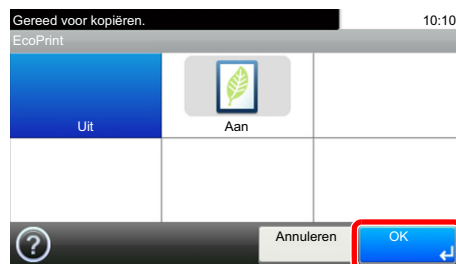 Gereed voor kopiëren. 10:10
EcoPrint
Uit Aan
? Annuleren OK